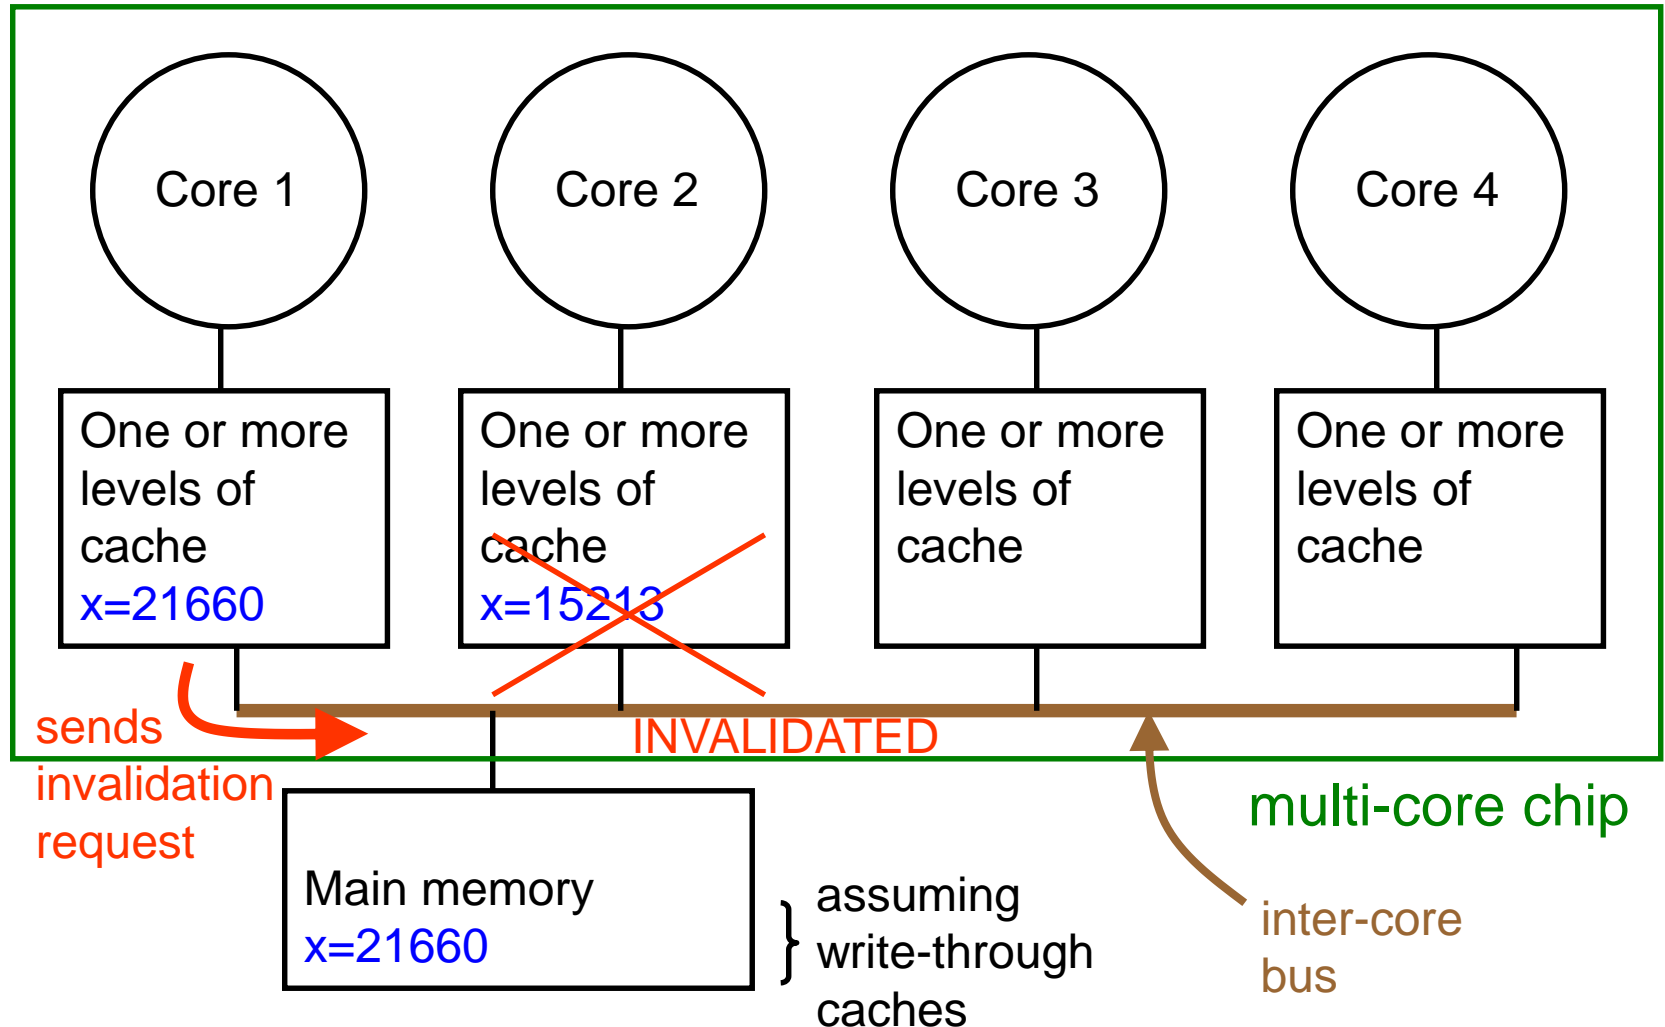 Core 1
Core 2
Core 3
Core 4
One or more
levels of
cache
x=21660
One or more
levels of
cache
x=15213
One or more
levels of
cache
One or more
levels of
cache
sends
invalidation
request
INVALIDATED
multi-core chip
Main memory
x=21660
assuming
write-through
caches
inter-core
bus